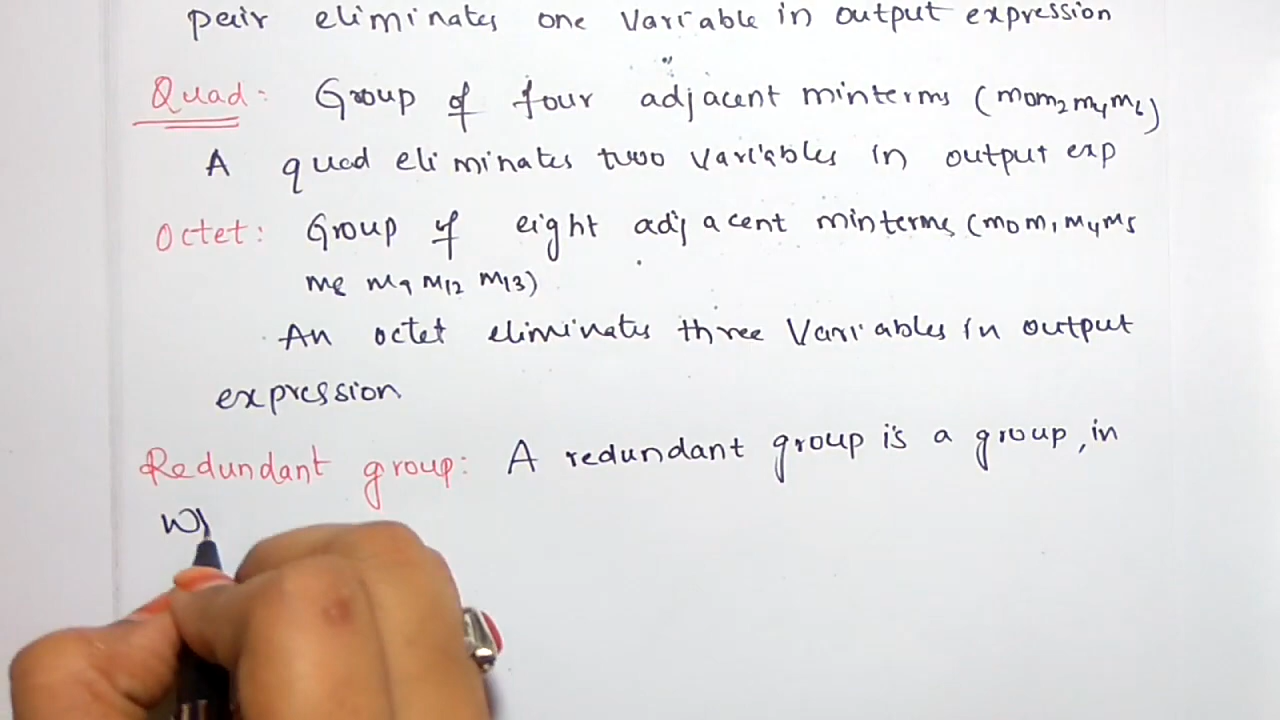 pair eliminates one variable in output expression
Quad: Group of four adjacent minterms (m0m2m4m6)
A quad eliminates two variables in output exp
Octet: Group of eight adjacent minterms (m0m1m4m5
m8 m9 m12 m13)
An octet eliminates three variables in output
expression
Redundant group: A redundant group is a group, in